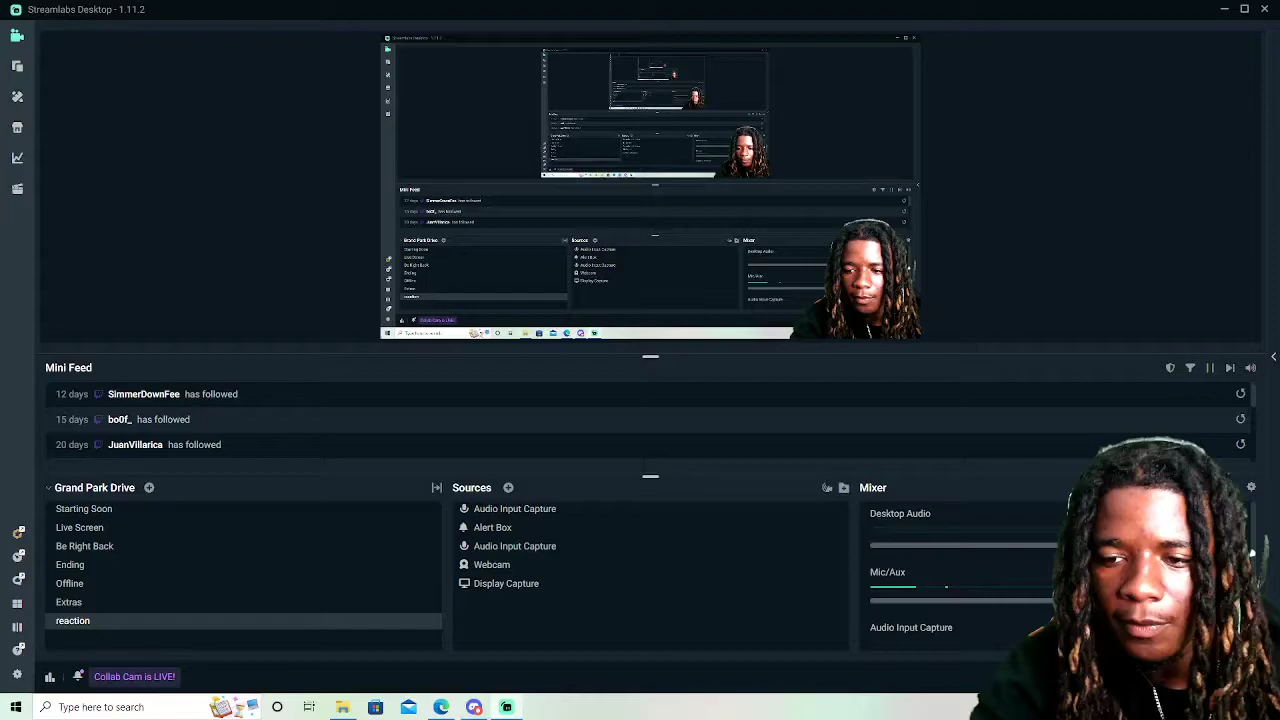 Streamlabs Desktop - 1.11.2
Mini Feed
12 days SimmerDownFee has followed
15 days bo0f_ has followed
20 days JuanVillarica has followed
Grand Park Drive
Sources
Mixer
Starting Soon
Live Screen
Be Right Back
Ending
Offline
Extras
reaction
Audio Input Capture
Alert Box
Audio Input Capture
Webcam
Display Capture
Desktop Audio
Mic/Aux
Audio Input Capture
Collab Cam is LIVE!
Type here to search